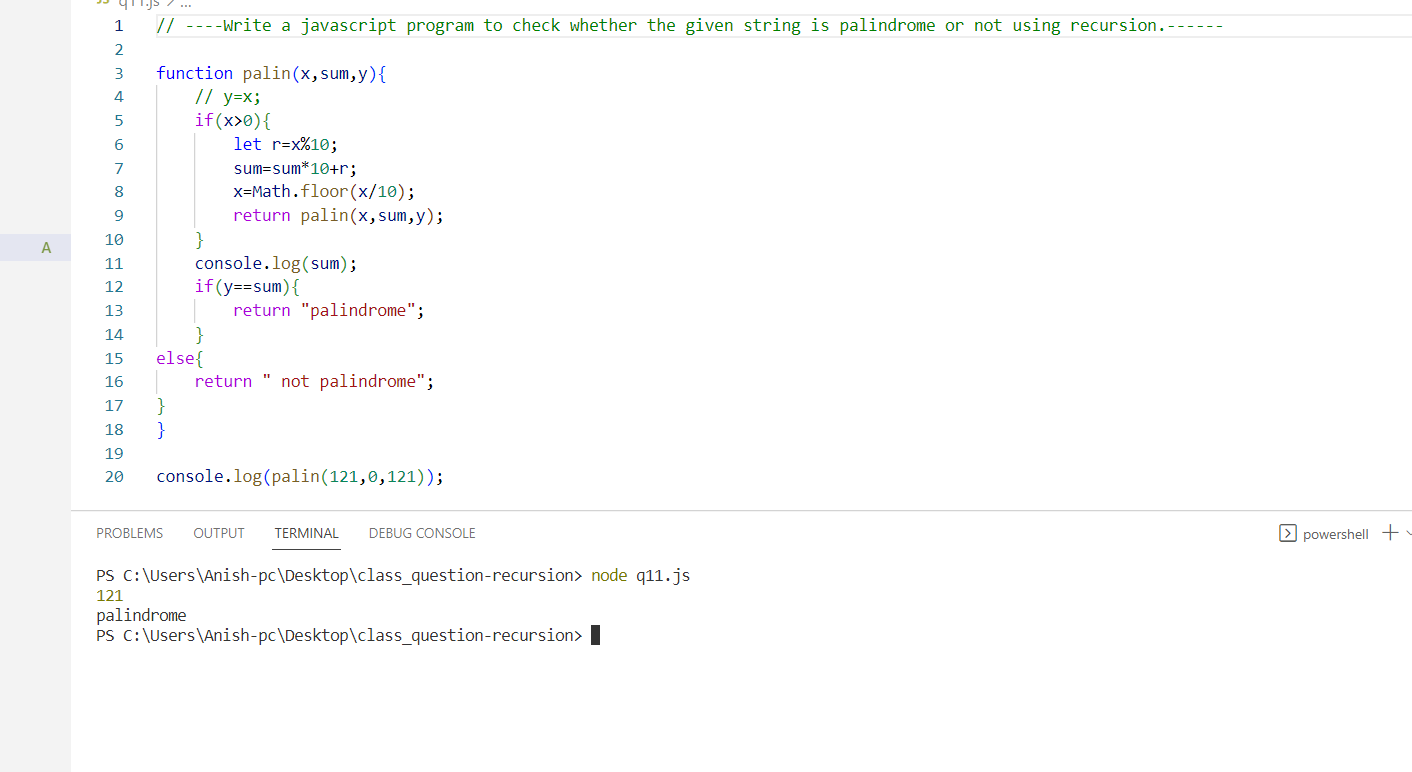 q11.js > ...
1 // ----Write a javascript program to check whether the given string is palindrome or not using recursion.------
2
3 function palin(x,sum,y){
4 // y=x;
5 if(x>0){
6 let r=x%10;
7 sum=sum*10+r;
8 x=Math.floor(x/10);
9 return palin(x,sum,y);
10 }
11 console.log(sum);
12 if(y==sum){
13 return "palindrome";
14 }
15 else{
16 return " not palindrome";
17 }
18 }
19
20 console.log(palin(121,0,121));
A
PROBLEMS OUTPUT TERMINAL DEBUG CONSOLE powershell
PS C:\Users\Anish-pc\Desktop\class_question-recursion> node q11.js
121
palindrome
PS C:\Users\Anish-pc\Desktop\class_question-recursion>